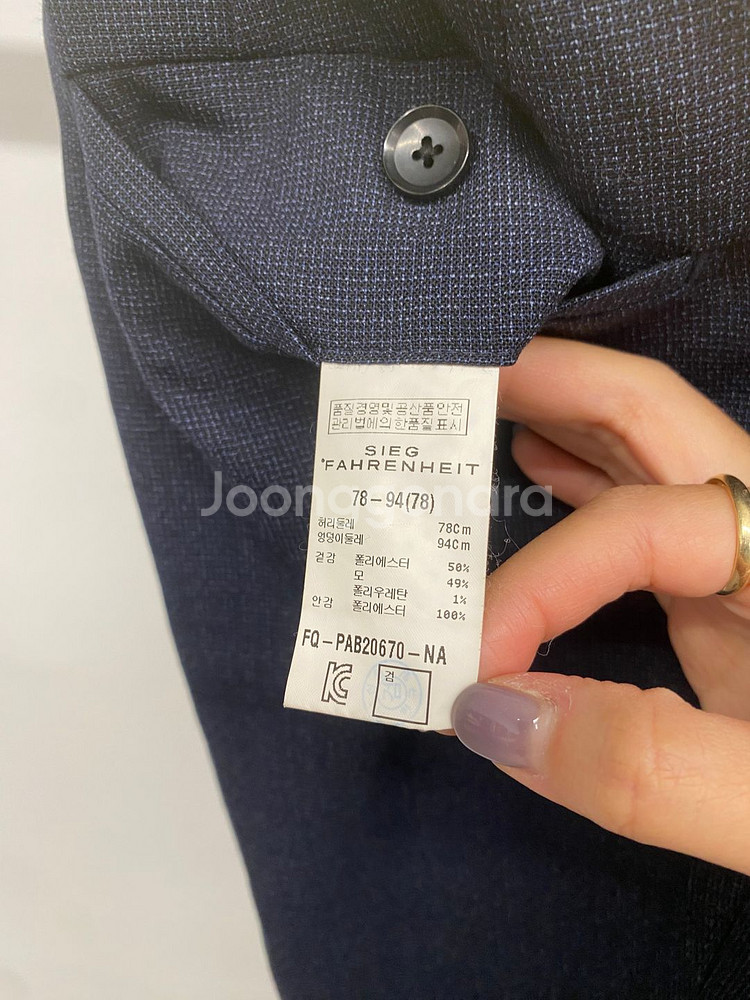 품질경영및공산품안전
관리법에의한품질표시
SIEG
FAHRENHEIT
78-94(78)
Joonggonara
허리둘레 78Cm
엉덩이둘레 94Cm
겉감 폴리에스터 50%
모 49%
폴리우레탄 1%
안감 폴리에스터 100%
FQ-PAB20670-NA
KC
검